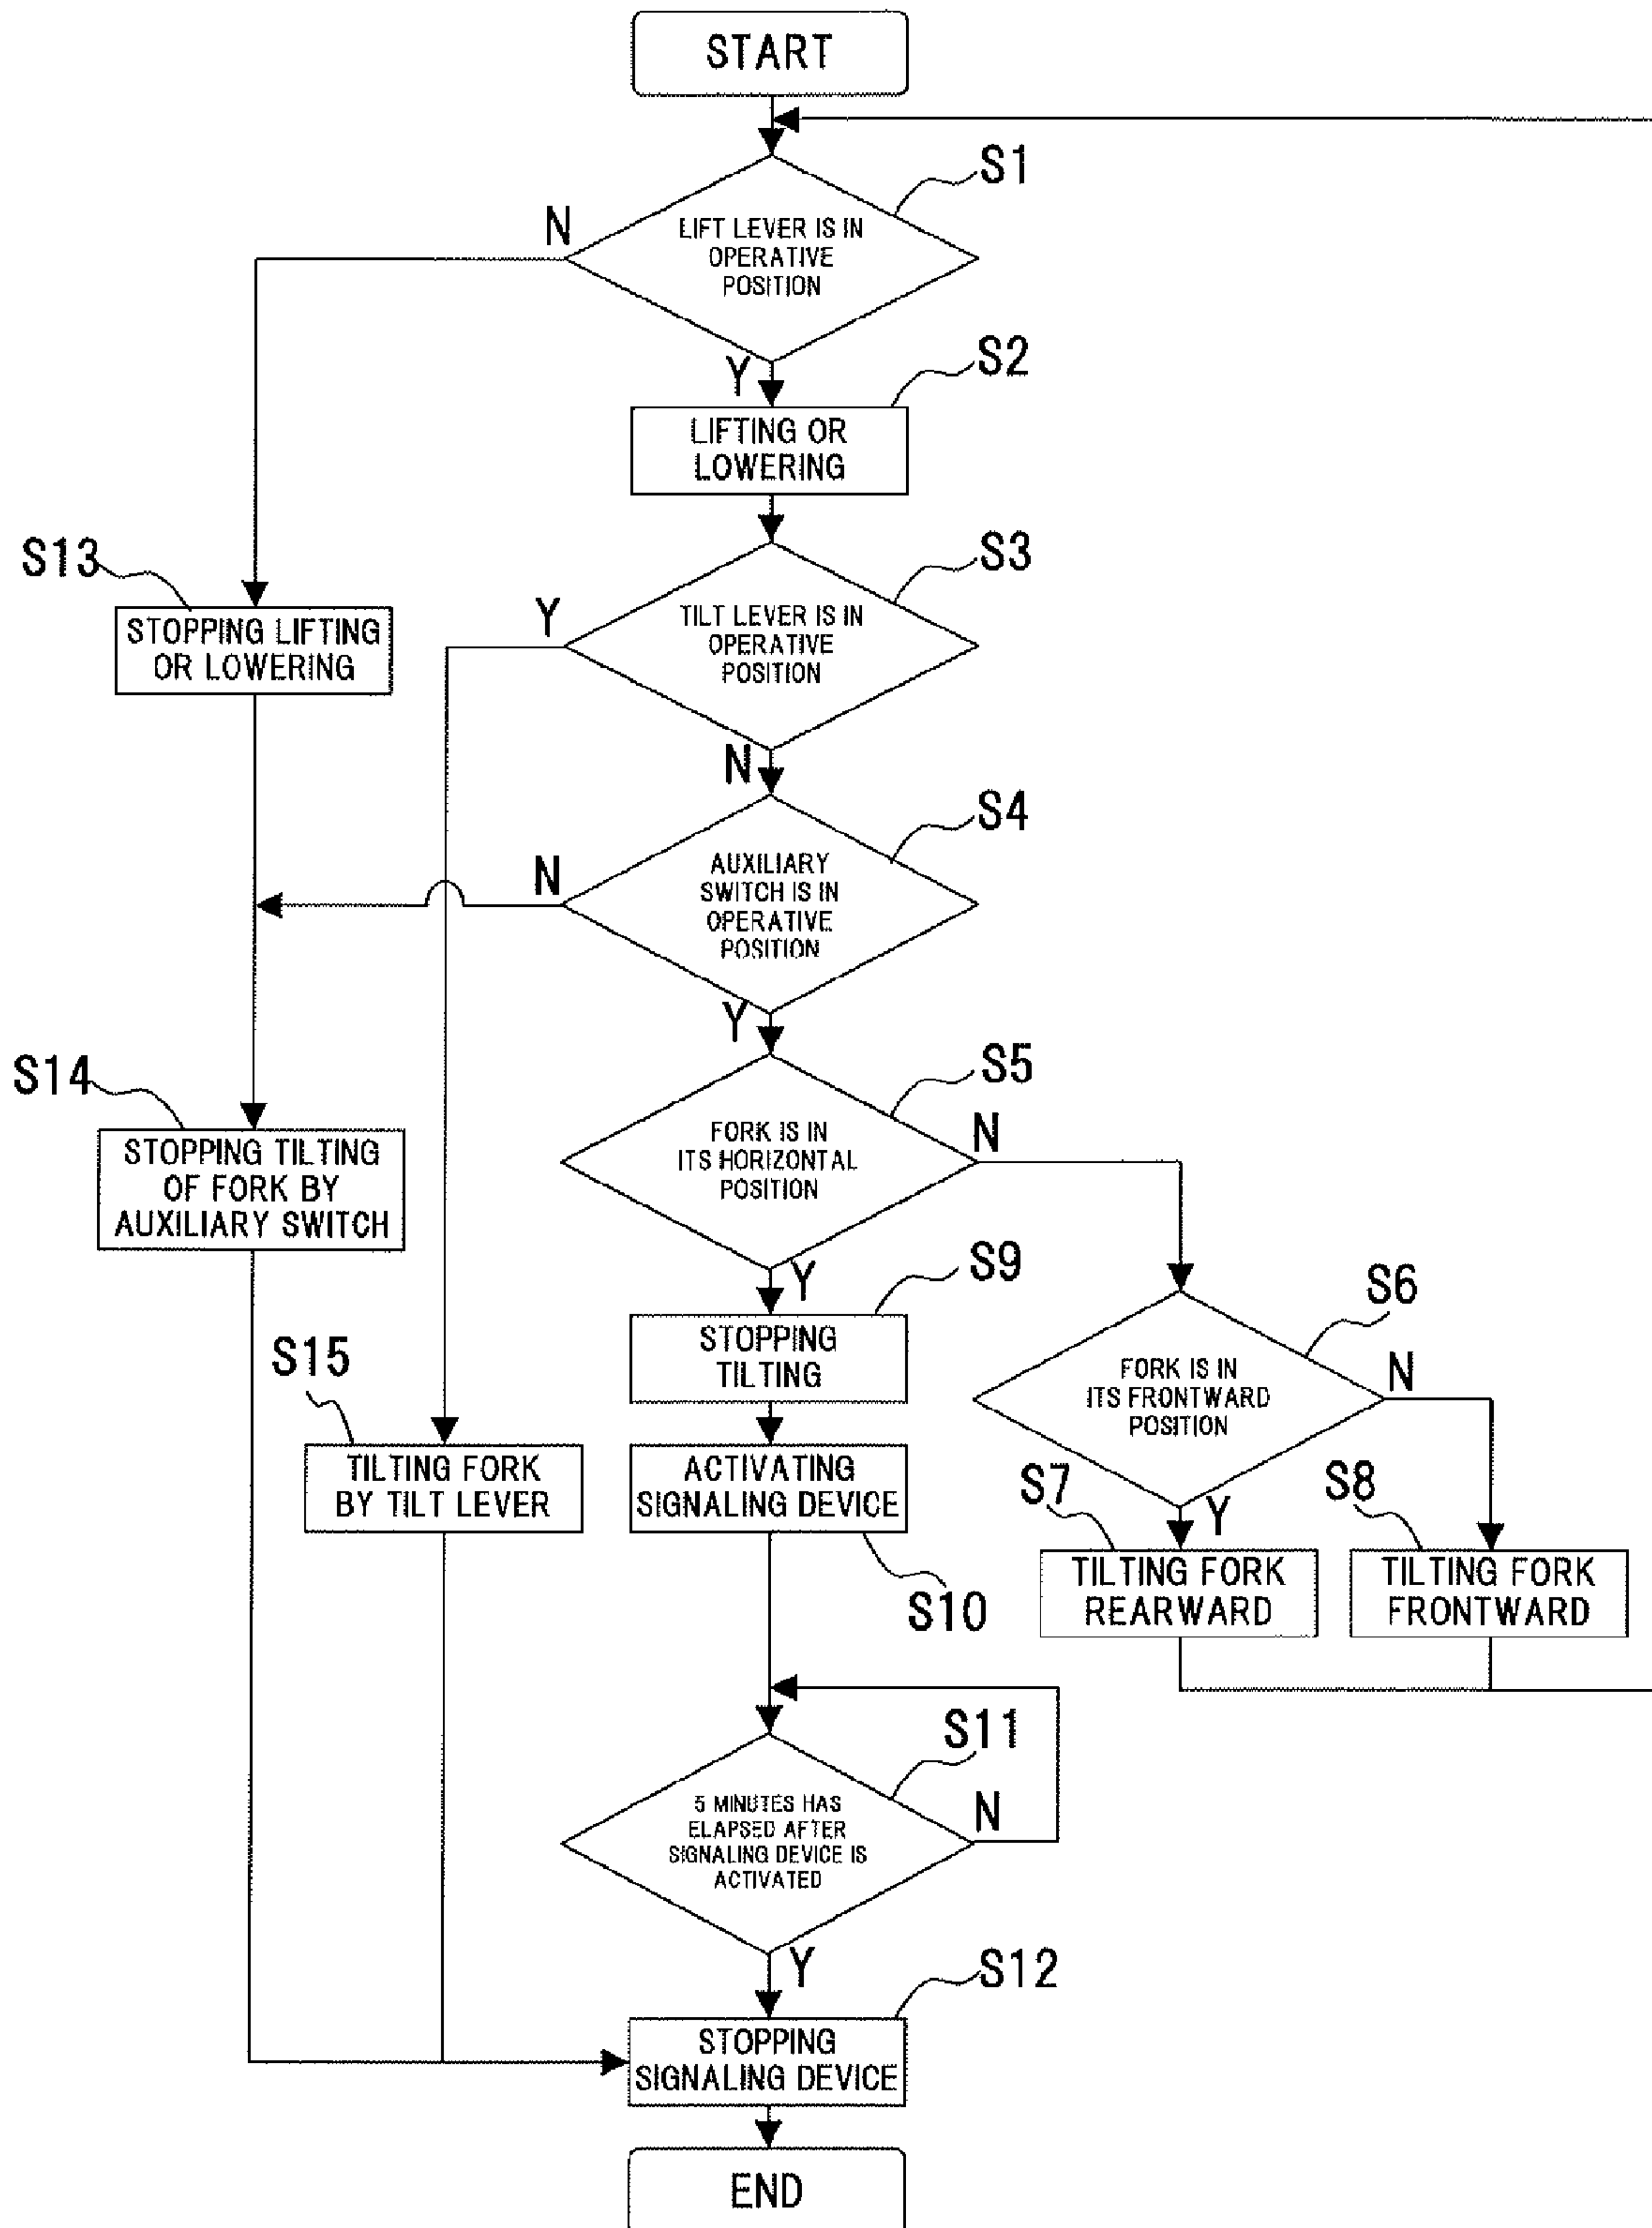 START
S1
N
LIFT LEVER IS IN
OPERATIVE
POSITION
Y
S2
LIFTING OR
LOWERING
S13
STOPPING LIFTING
OR LOWERING
S3
Y
TILT LEVER IS IN
OPERATIVE
POSITION
N
S4
N
AUXILIARY
SWITCH IS IN
OPERATIVE
POSITION
Y
S14
STOPPING TILTING
OF FORK BY
AUXILIARY SWITCH
S5
FORK IS IN
ITS HORIZONTAL
POSITION
N
Y
S9
STOPPING
TILTING
S6
FORK IS IN
ITS FRONTWARD
POSITION
N
Y
S15
TILTING FORK
BY TILT LEVER
ACTIVATING
SIGNALING DEVICE
S10
S7
TILTING FORK
REARWARD
S8
TILTING FORK
FRONTWARD
S11
5 MINUTES HAS
ELAPSED AFTER
SIGNALING DEVICE IS
ACTIVATED
N
Y
S12
STOPPING
SIGNALING DEVICE
END